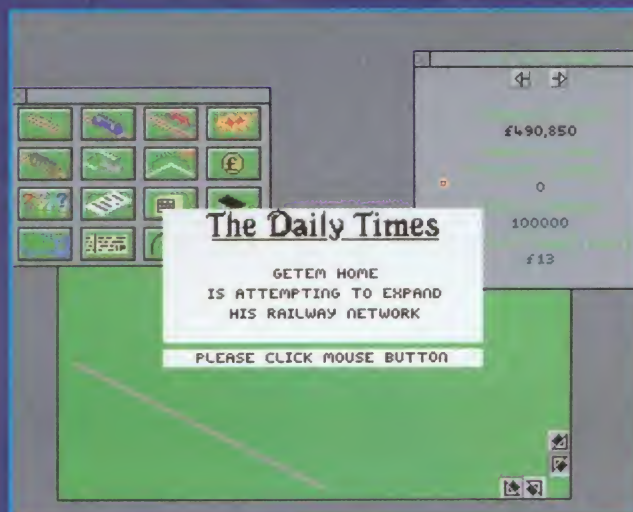 £490,850
0
100000
£13
The Daily Times
GETEM HOME
IS ATTEMPTING TO EXPAND
HIS RAILWAY NETWORK
PLEASE CLICK MOUSE BUTTON